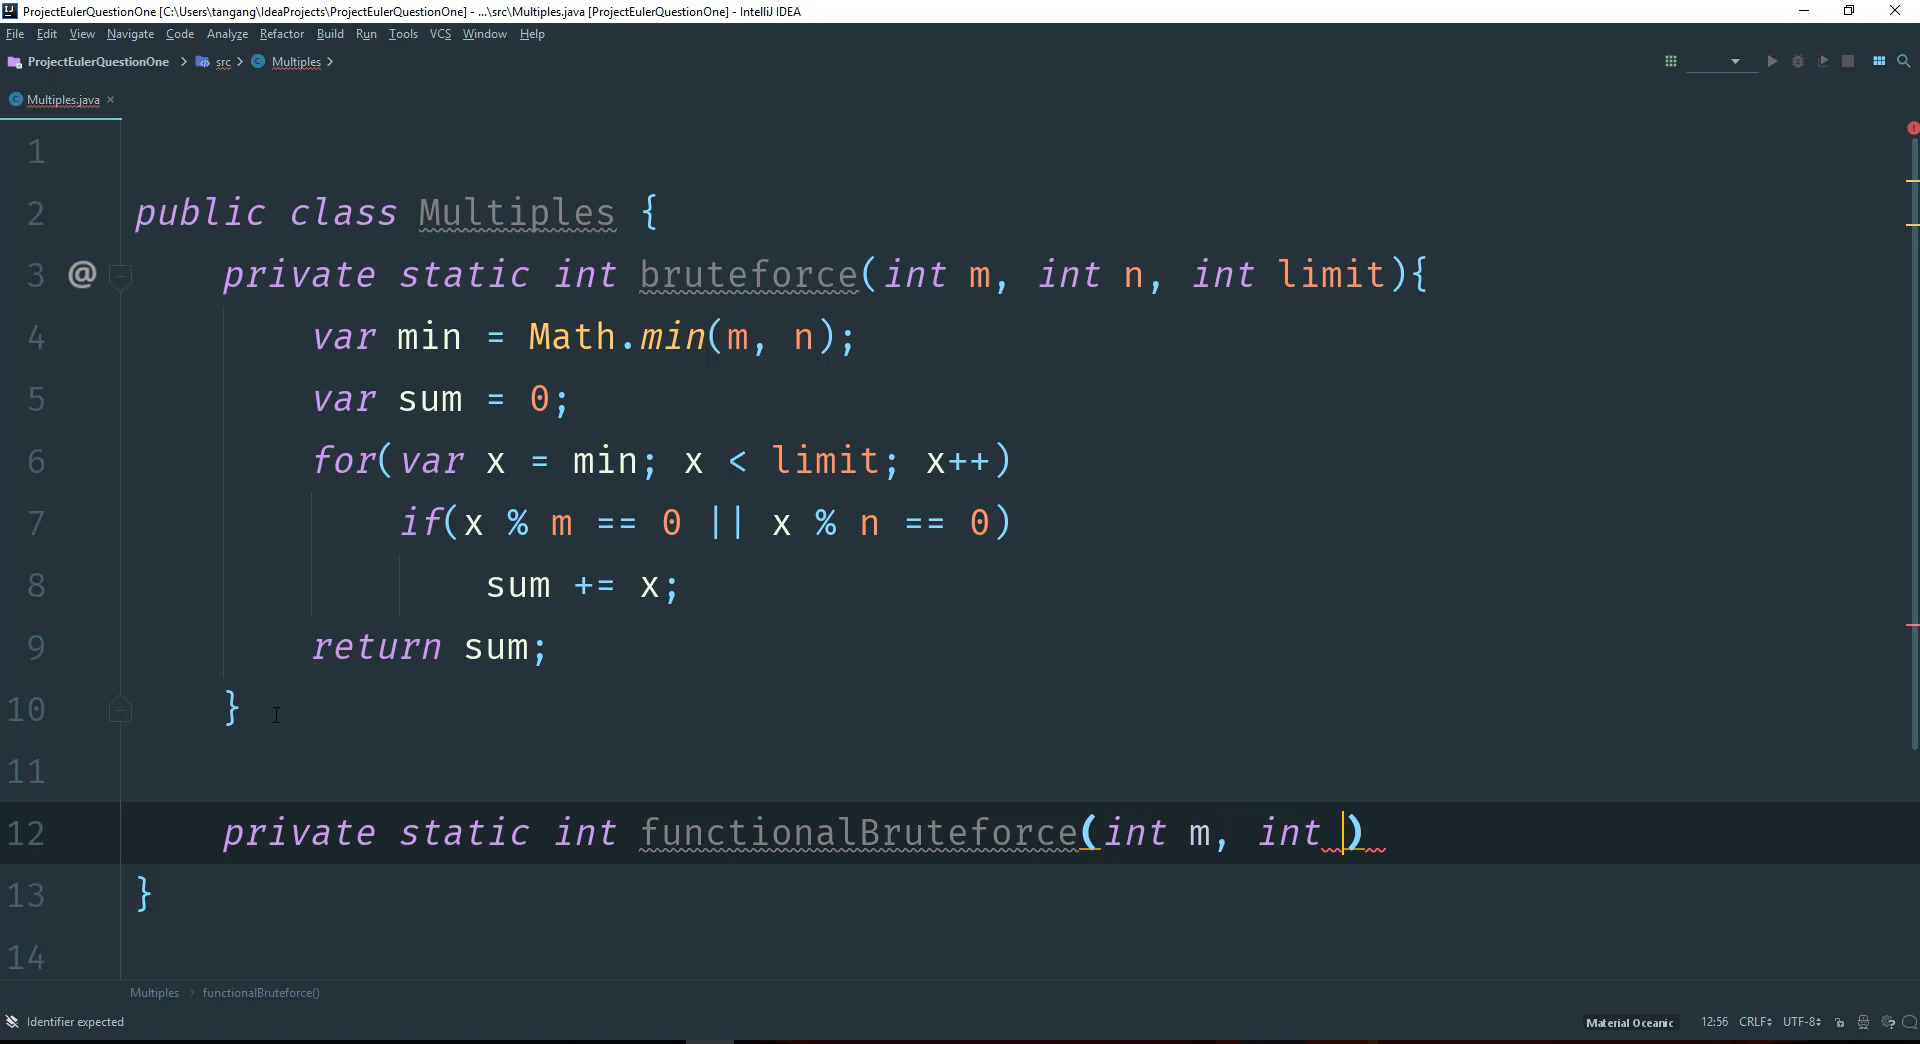 ProjectEulerQuestionOne [C:\Users\tangang\IdeaProjects\ProjectEulerQuestionOne] - ...\src\Multiples.java [ProjectEulerQuestionOne] - IntelliJ IDEA
File Edit View Navigate Code Analyze Refactor Build Run Tools VCS Window Help
ProjectEulerQuestionOne src Multiples
Multiples.java
1
2 public class Multiples {
3 @ private static int bruteforce(int m, int n, int limit){
4 var min = Math.min(m, n);
5 var sum = 0;
6 for(var x = min; x < limit; x++)
7 if(x % m == 0 || x % n == 0)
8 sum += x;
9 return sum;
10 }
11
12 private static int functionalBruteforce(int m, int )
13 }
14
Multiples functionalBruteforce()
Identifier expected Material Oceanic 12:56 CRLF UTF-8